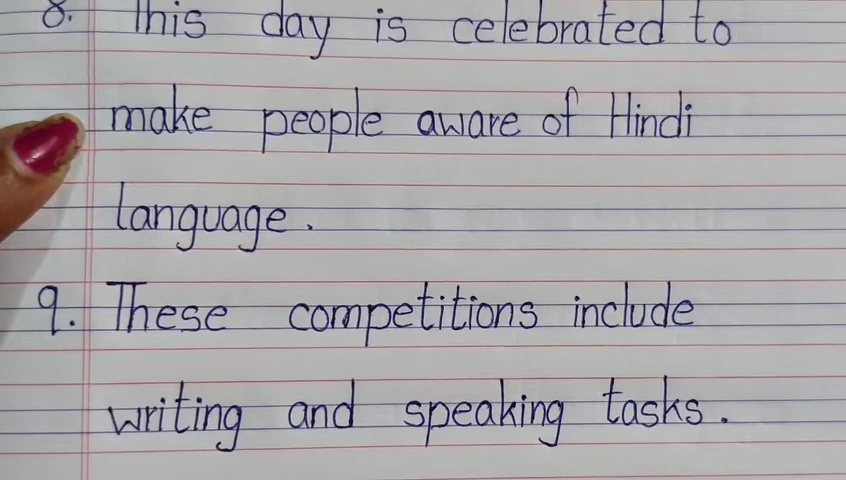 8. This day is celebrated to
make people aware of Hindi
language.
9. These competitions include
writing and speaking tasks.